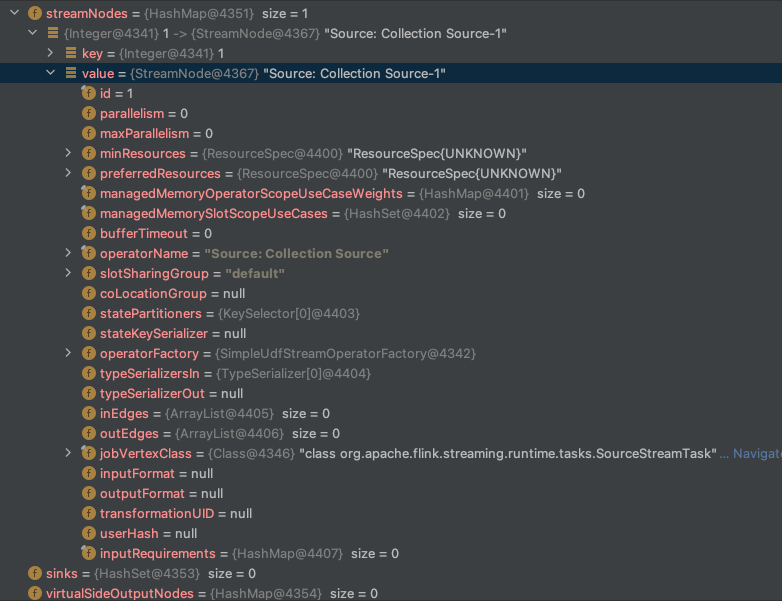 streamNodes = {HashMap@4351} size = 1
{Integer@4341} 1 -> {StreamNode@4367} "Source: Collection Source-1"
key = {Integer@4341} 1
value = {StreamNode@4367} "Source: Collection Source-1"
id = 1
parallelism = 0
maxParallelism = 0
minResources = {ResourceSpec@4400} "ResourceSpec{UNKNOWN}"
preferredResources = {ResourceSpec@4400} "ResourceSpec{UNKNOWN}"
managedMemoryOperatorScopeUseCaseWeights = {HashMap@4401} size = 0
managedMemorySlotScopeUseCases = {HashSet@4402} size = 0
bufferTimeout = 0
operatorName = "Source: Collection Source"
slotSharingGroup = "default"
coLocationGroup = null
statePartitioners = {KeySelector[0]@4403}
stateKeySerializer = null
operatorFactory = {SimpleUdfStreamOperatorFactory@4342}
typeSerializersIn = {TypeSerializer[0]@4404}
typeSerializerOut = null
inEdges = {ArrayList@4405} size = 0
outEdges = {ArrayList@4406} size = 0
jobVertexClass = {Class@4346} "class org.apache.flink.streaming.runtime.tasks.SourceStreamTask" ... Navigate
inputFormat = null
outputFormat = null
transformationUID = null
userHash = null
inputRequirements = {HashMap@4407} size = 0
sinks = {HashSet@4353} size = 0
virtualSideOutputNodes = {HashMap@4354} size = 0